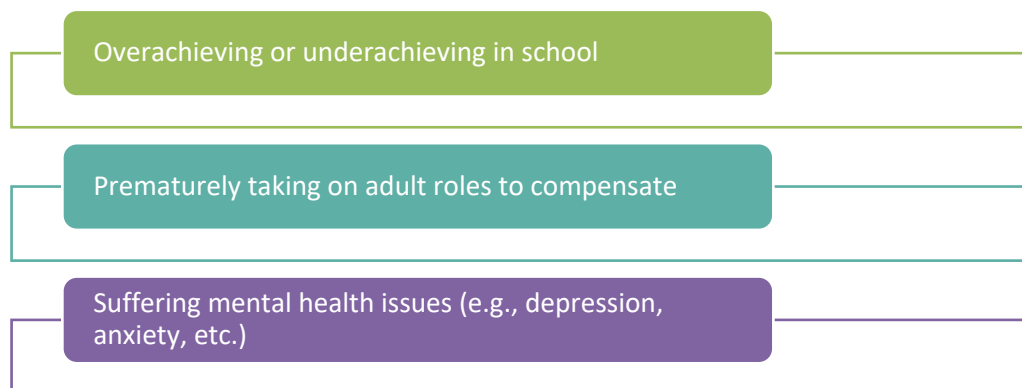 Overachieving or underachieving in school
Prematurely taking on adult roles to compensate
Suffering mental health issues (e.g., depression,
anxiety, etc.)